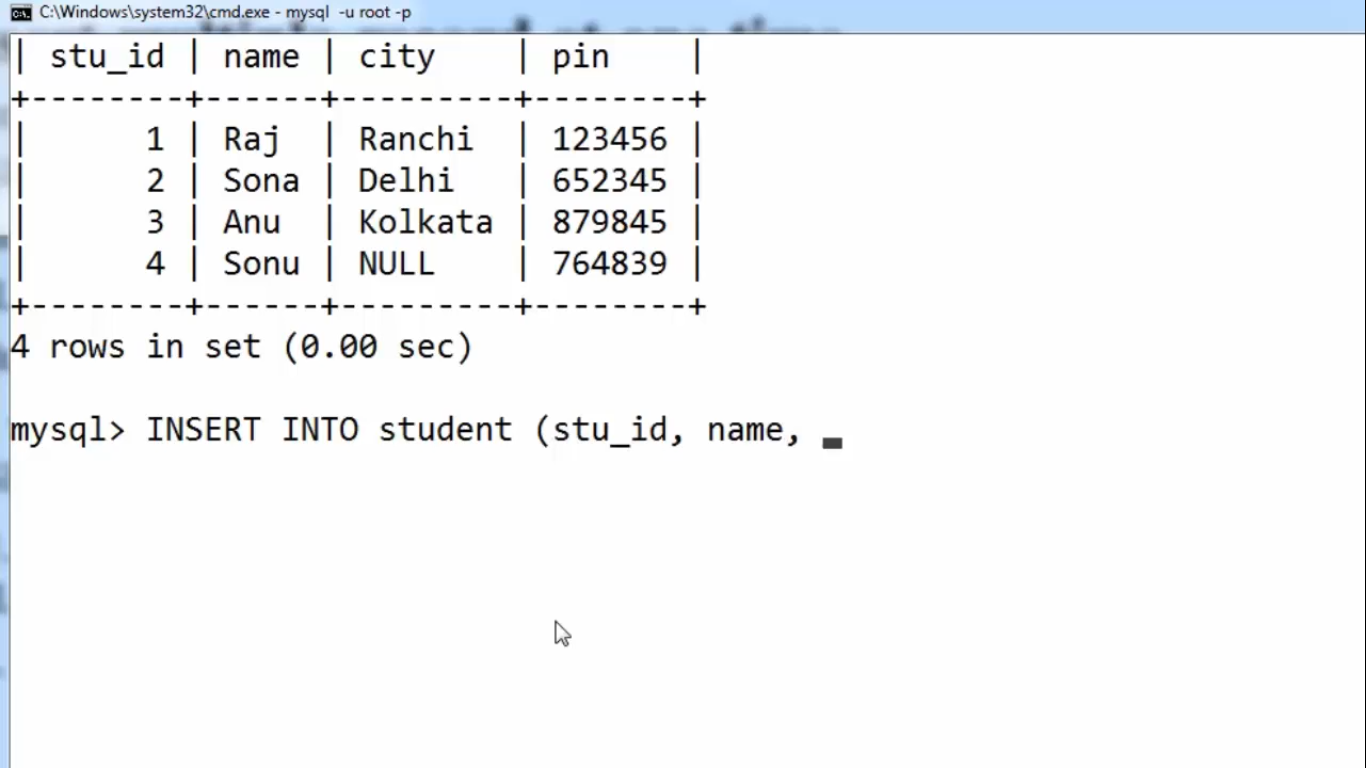 C:\Windows\system32\cmd.exe - mysql -u root -p
| stu_id | name | city    | pin    |
+--------+------+---------+--------+
|      1 | Raj  | Ranchi  | 123456 |
|      2 | Sona | Delhi   | 652345 |
|      3 | Anu  | Kolkata | 879845 |
|      4 | Sonu | NULL    | 764839 |
+--------+------+---------+--------+
4 rows in set (0.00 sec)
mysql> INSERT INTO student (stu_id, name,